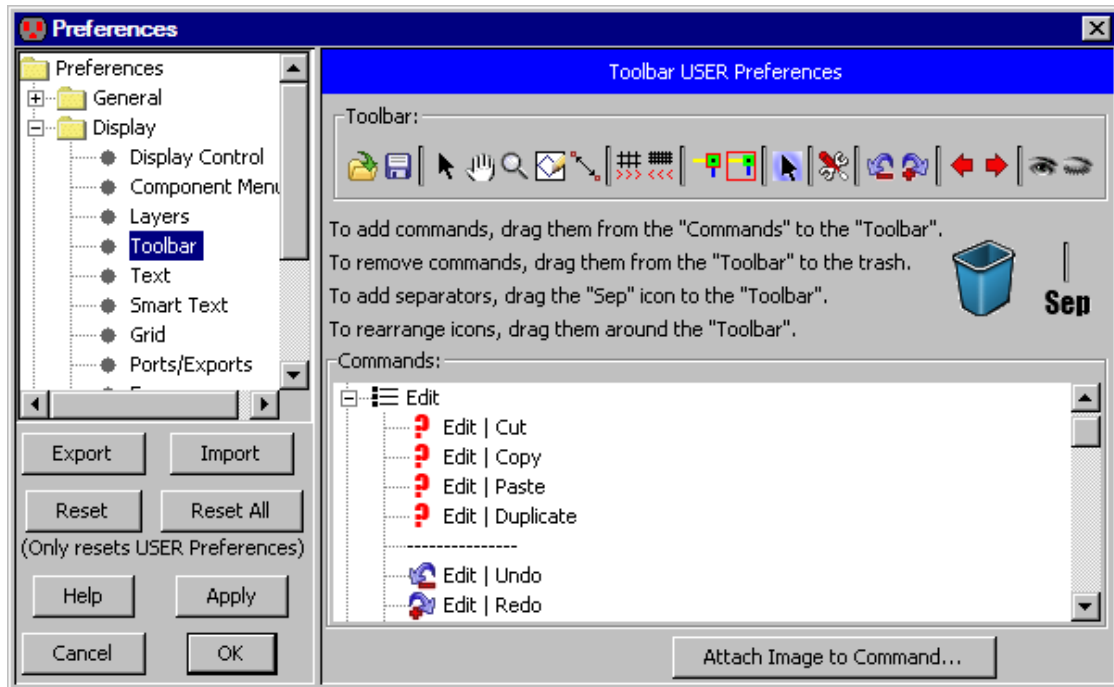 Preferences
Preferences
General
Display
Display Control
Component Menu
Layers
Toolbar
Text
Smart Text
Grid
Ports/Exports
Export
Import
Reset
Reset All
(Only resets USER Preferences)
Help
Apply
Cancel
OK
Toolbar USER Preferences
Toolbar:
To add commands, drag them from the "Commands" to the "Toolbar".
To remove commands, drag them from the "Toolbar" to the trash.
To add separators, drag the "Sep" icon to the "Toolbar".
To rearrange icons, drag them around the "Toolbar".
Sep
Commands:
Edit
Edit | Cut
Edit | Copy
Edit | Paste
Edit | Duplicate
---------------
Edit | Undo
Edit | Redo
Attach Image to Command...